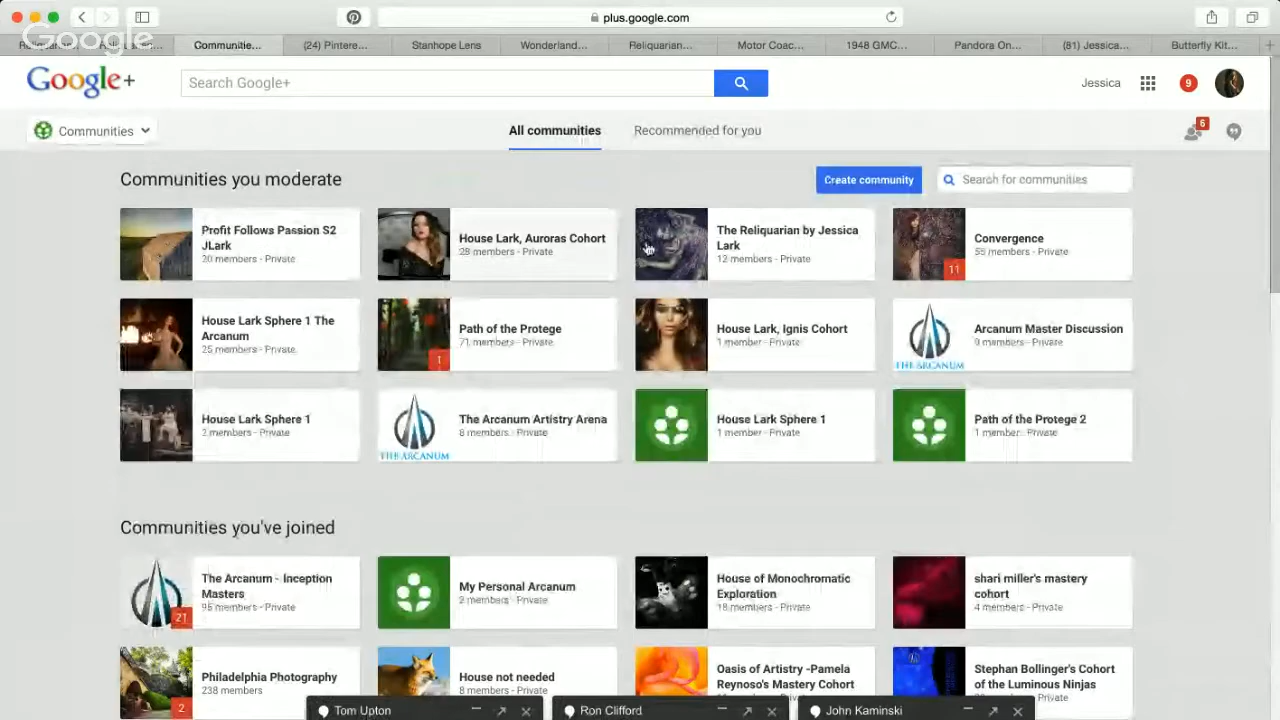 plus.google.com
Google
Communitie...
(24) Pintere...
Stanhope Lens
Wonderland...
Reliquarian...
Motor Coac...
1948 GMC...
Pandora On...
(81) Jessica...
Butterfly Kit...
Google+
Search Google+
Jessica
9
Communities
All communities
Recommended for you
6
Communities you moderate
Create community
Search for communities
Profit Follows Passion S2
JLark
20 members - Private
House Lark, Auroras Cohort
28 members - Private
The Reliquarian by Jessica
Lark
12 members - Private
Convergence
55 members - Private
11
House Lark Sphere 1 The
Arcanum
25 members - Private
Path of the Protege
71 members - Private
1
House Lark, Ignis Cohort
1 member - Private
THE ARCANUM
Arcanum Master Discussion
9 members - Private
House Lark Sphere 1
2 members - Private
THE ARCANUM
The Arcanum Artistry Arena
8 members - Private
House Lark Sphere 1
1 member - Private
Path of the Protege 2
1 member - Private
Communities you've joined
The Arcanum - Inception
Masters
95 members - Private
21
My Personal Arcanum
2 members - Private
House of Monochromatic
Exploration
18 members - Private
shari miller's mastery
cohort
4 members - Private
Philadelphia Photography
238 members
2
House not needed
8 members - Private
Oasis of Artistry -Pamela
Reynoso's Mastery Cohort
Stephan Bollinger's Cohort
of the Luminous Ninjas
Tom Upton
Ron Clifford
John Kaminski